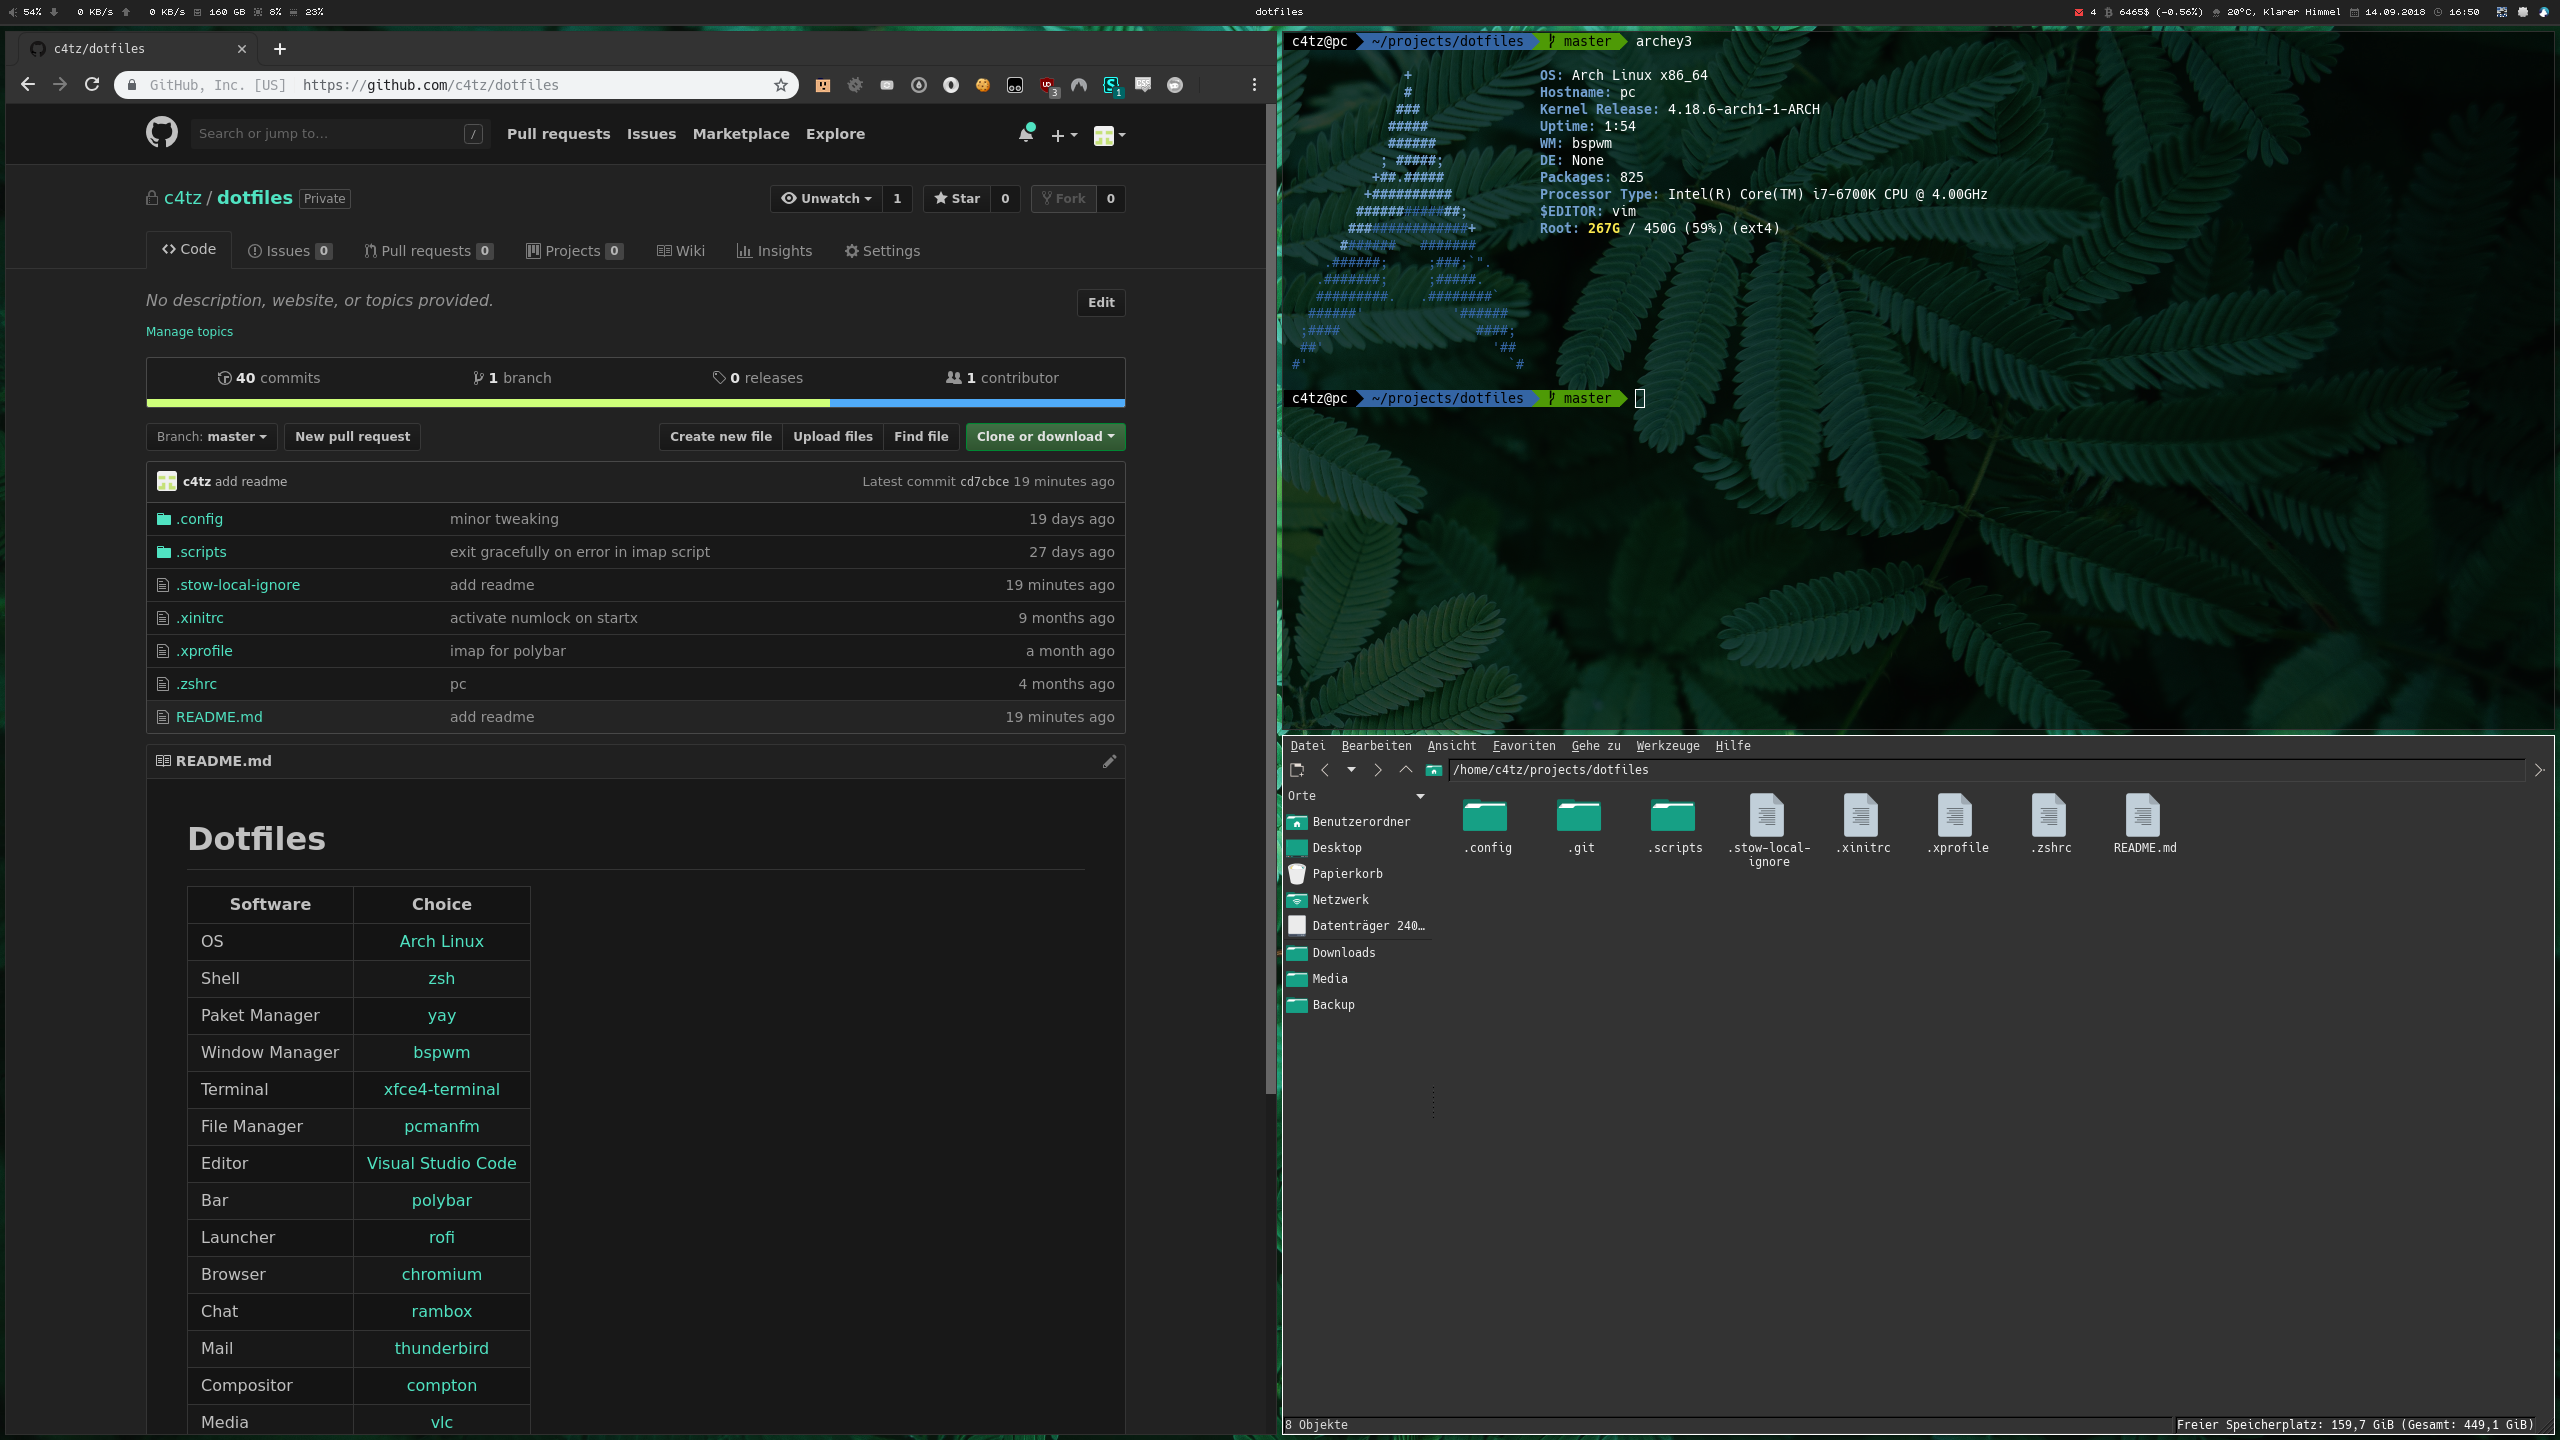 54% 0 KB/s 0 KB/s 160 GB 8% 23%
dotfiles
4 6465$ (-0.56%) 20°C, Klarer Himmel 14.09.2018 16:50
c4tz/dotfiles
GitHub, Inc. [US] https://github.com/c4tz/dotfiles
3 1
Search or jump to… /
Pull requests Issues Marketplace Explore
c4tz / dotfiles Private
Unwatch 1 Star 0 Fork 0
Code Issues 0 Pull requests 0 Projects 0 Wiki Insights Settings
No description, website, or topics provided.
Edit
Manage topics
40 commits 1 branch 0 releases 1 contributor
Branch: master New pull request Create new file Upload files Find file Clone or download
c4tz add readme Latest commit cd7cbce 19 minutes ago
.config minor tweaking 19 days ago
.scripts exit gracefully on error in imap script 27 days ago
.stow-local-ignore add readme 19 minutes ago
.xinitrc activate numlock on startx 9 months ago
.xprofile imap for polybar a month ago
.zshrc pc 4 months ago
README.md add readme 19 minutes ago
README.md
Dotfiles
Software Choice
OS Arch Linux
Shell zsh
Paket Manager yay
Window Manager bspwm
Terminal xfce4-terminal
File Manager pcmanfm
Editor Visual Studio Code
Bar polybar
Launcher rofi
Browser chromium
Chat rambox
Mail thunderbird
Compositor compton
Media vlc
c4tz@pc ~/projects/dotfiles master archey3
OS: Arch Linux x86_64
Hostname: pc
Kernel Release: 4.18.6-arch1-1-ARCH
Uptime: 1:54
WM: bspwm
DE: None
Packages: 825
Processor Type: Intel(R) Core(TM) i7-6700K CPU @ 4.00GHz
$EDITOR: vim
Root: 267G / 450G (59%) (ext4)
c4tz@pc ~/projects/dotfiles master
Datei Bearbeiten Ansicht Favoriten Gehe zu Werkzeuge Hilfe
/home/c4tz/projects/dotfiles
Orte
Benutzerordner
Desktop
Papierkorb
Netzwerk
Datenträger 240…
Downloads
Media
Backup
.config .git .scripts .stow-local- .xinitrc .xprofile .zshrc README.md
ignore
8 Objekte
Freier Speicherplatz: 159,7 GiB (Gesamt: 449,1 GiB)